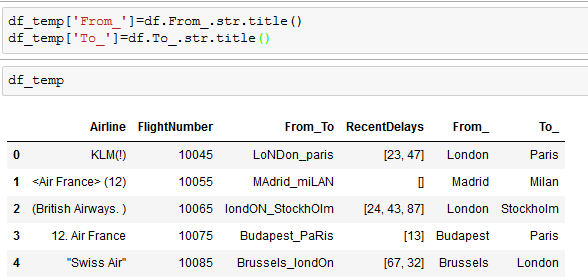 df_temp['From_']=df.From_.str.title()
df_temp['To_']=df.To_.str.title()
df_temp
Airline FlightNumber From_To RecentDelays From_ To_
0 KLM(!) 10045 LoNDon_paris [23, 47] London Paris
1 <Air France> (12) 10055 MAdrid_miLAN [] Madrid Milan
2 (British Airways. ) 10065 londON_StockhOlm [24, 43, 87] London Stockholm
3 12. Air France 10075 Budapest_PaRis [13] Budapest Paris
4 "Swiss Air" 10085 Brussels_londOn [67, 32] Brussels London